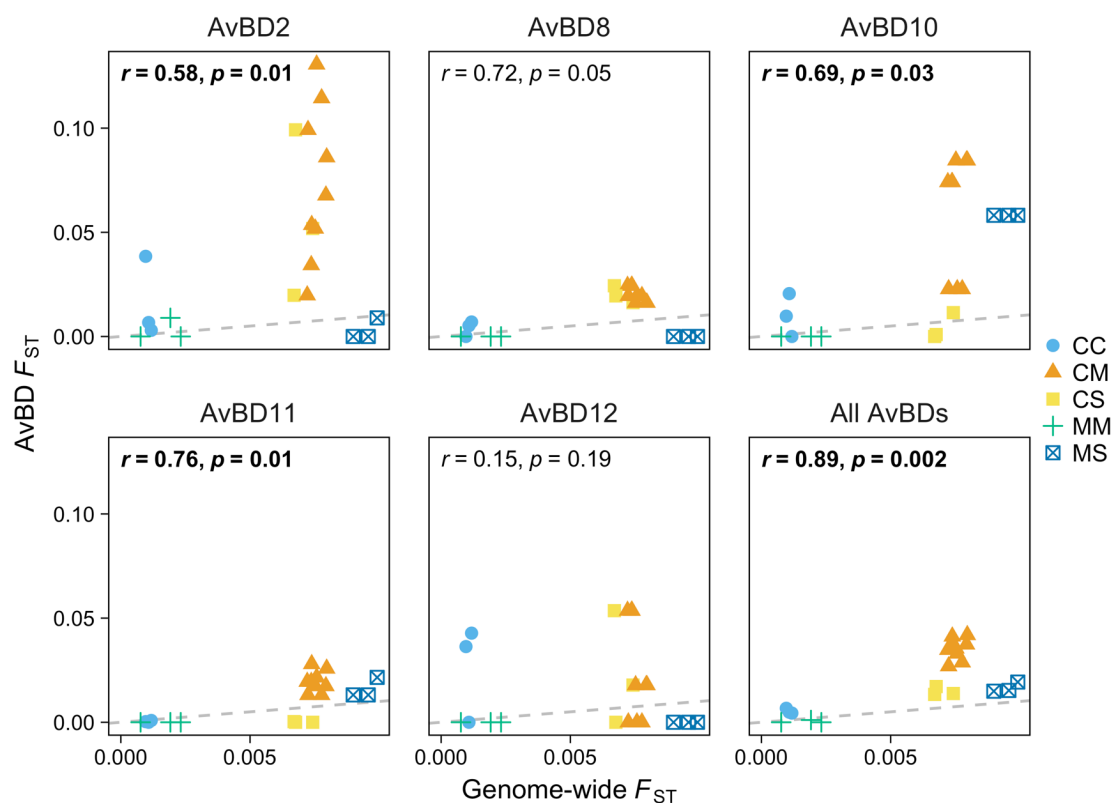 AvBD2
AvBD8
AvBD10
r = 0.58, p = 0.01
r = 0.72, p = 0.05
r = 0.69, p = 0.03
0.10
0.05
0.00
AvBD F_ST
CC
CM
CS
MM
MS
AvBD11
AvBD12
All AvBDs
r = 0.76, p = 0.01
r = 0.15, p = 0.19
r = 0.89, p = 0.002
0.10
0.05
0.00
0.000 0.005
0.000 0.005
0.000 0.005
Genome-wide F_ST